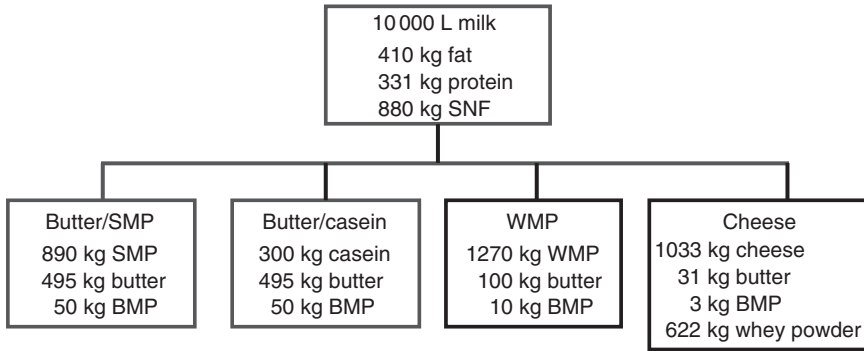 10 000 L milk
410 kg fat
331 kg protein
880 kg SNF
Butter/SMP
890 kg SMP
495 kg butter
50 kg BMP
Butter/casein
300 kg casein
495 kg butter
50 kg BMP
WMP
1270 kg WMP
100 kg butter
10 kg BMP
Cheese
1033 kg cheese
31 kg butter
3 kg BMP
622 kg whey powder